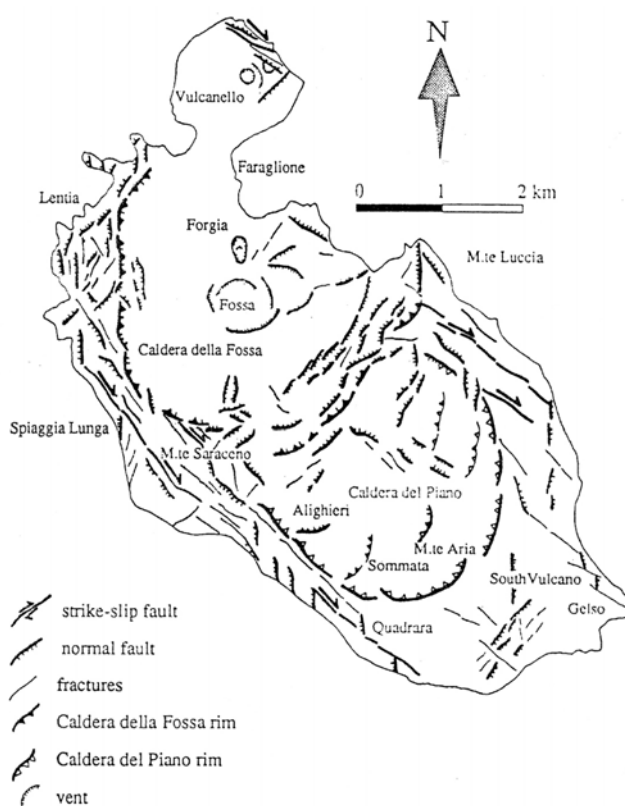 N
Vulcanello
Faraglione
0 1 2 km
Lentia
Forgia
M.te Luccia
Fossa
Caldera della Fossa
Spiaggia Lunga
M.te Saraceno
Caldera del Piano
Alighieri
M.te Aria
Sommata
South Vulcano
Gelso
Quadrara
strike-slip fault
normal fault
fractures
Caldera della Fossa rim
Caldera del Piano rim
vent